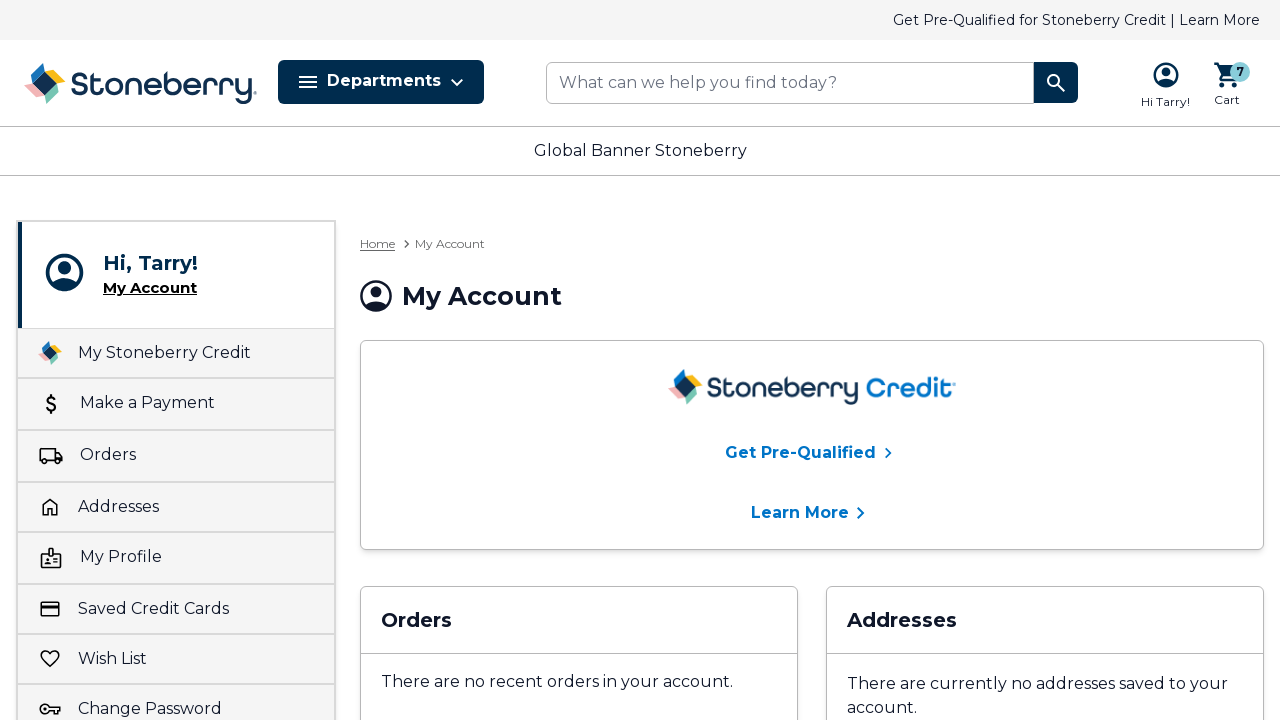 Get Pre-Qualified for Stoneberry Credit | Learn More
Stoneberry
Departments
What can we help you find today?
Hi Tarry!
7
Cart
Global Banner Stoneberry
Hi, Tarry!
My Account
My Stoneberry Credit
Make a Payment
Orders
Addresses
My Profile
Saved Credit Cards
Wish List
Change Password
Home > My Account
My Account
Stoneberry Credit
Get Pre-Qualified
Learn More
Orders
There are no recent orders in your account.
Addresses
There are currently no addresses saved to your
account.